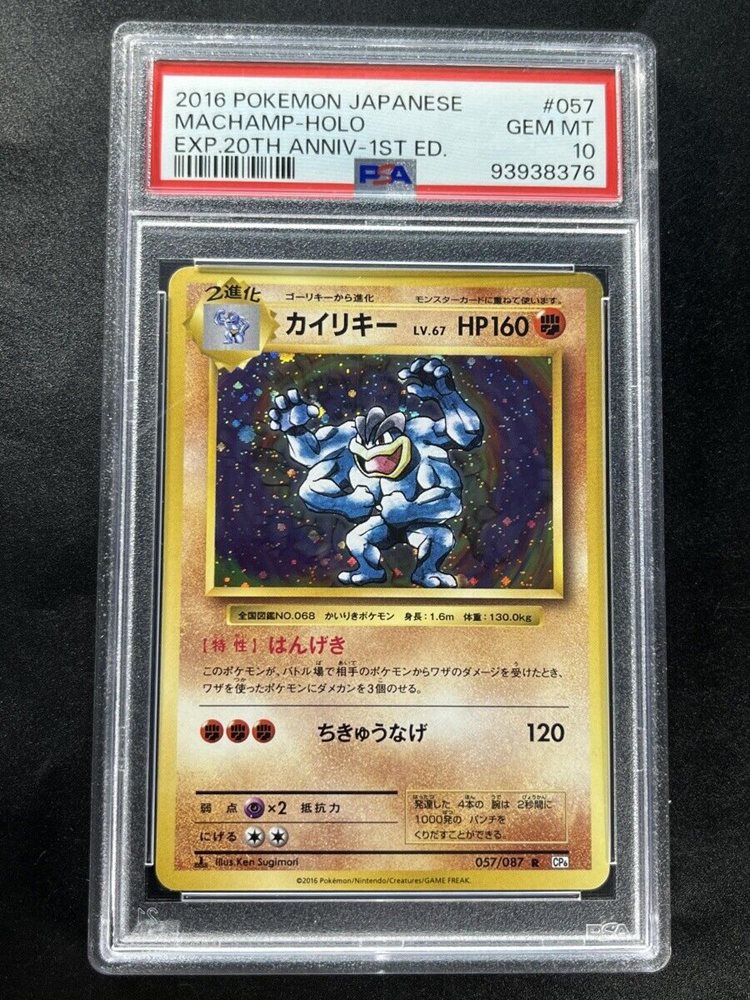 2016 POKEMON JAPANESE #057
MACHAMP-HOLO GEM MT
EXP.20TH ANNIV-1ST ED. 10
PSA 93938376
2進化
ゴーリキーから進化 モンスターカードに重ねて使います。
カイリキー LV.67 HP160
全国図鑑NO.068 かいりきポケモン 身長:1.6m 体重:130.0kg
[特性] はんげき
このポケモンが、バトル場で相手のポケモンからワザのダメージを受けたとき、
ワザを使ったポケモンにダメカンを3個のせる。
ちきゅうなげ 120
弱点 ×2 抵抗力
にげる
発達した 4本の 腕は 2秒間に
1000発の パンチを
くりだすことができる。
Illus.Ken Sugimori 057/087 R CP6
©2016 Pokémon/Nintendo/Creatures/GAME FREAK.
PSA